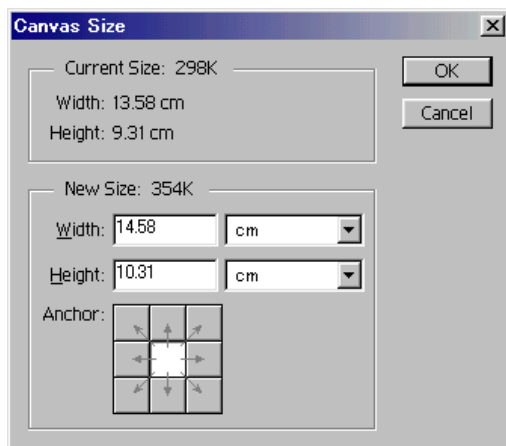 Canvas Size
Current Size: 298K
Width: 13.58 cm
Height: 9.31 cm
OK
Cancel
New Size: 354K
Width: 14.58 cm
Height: 10.31 cm
Anchor: